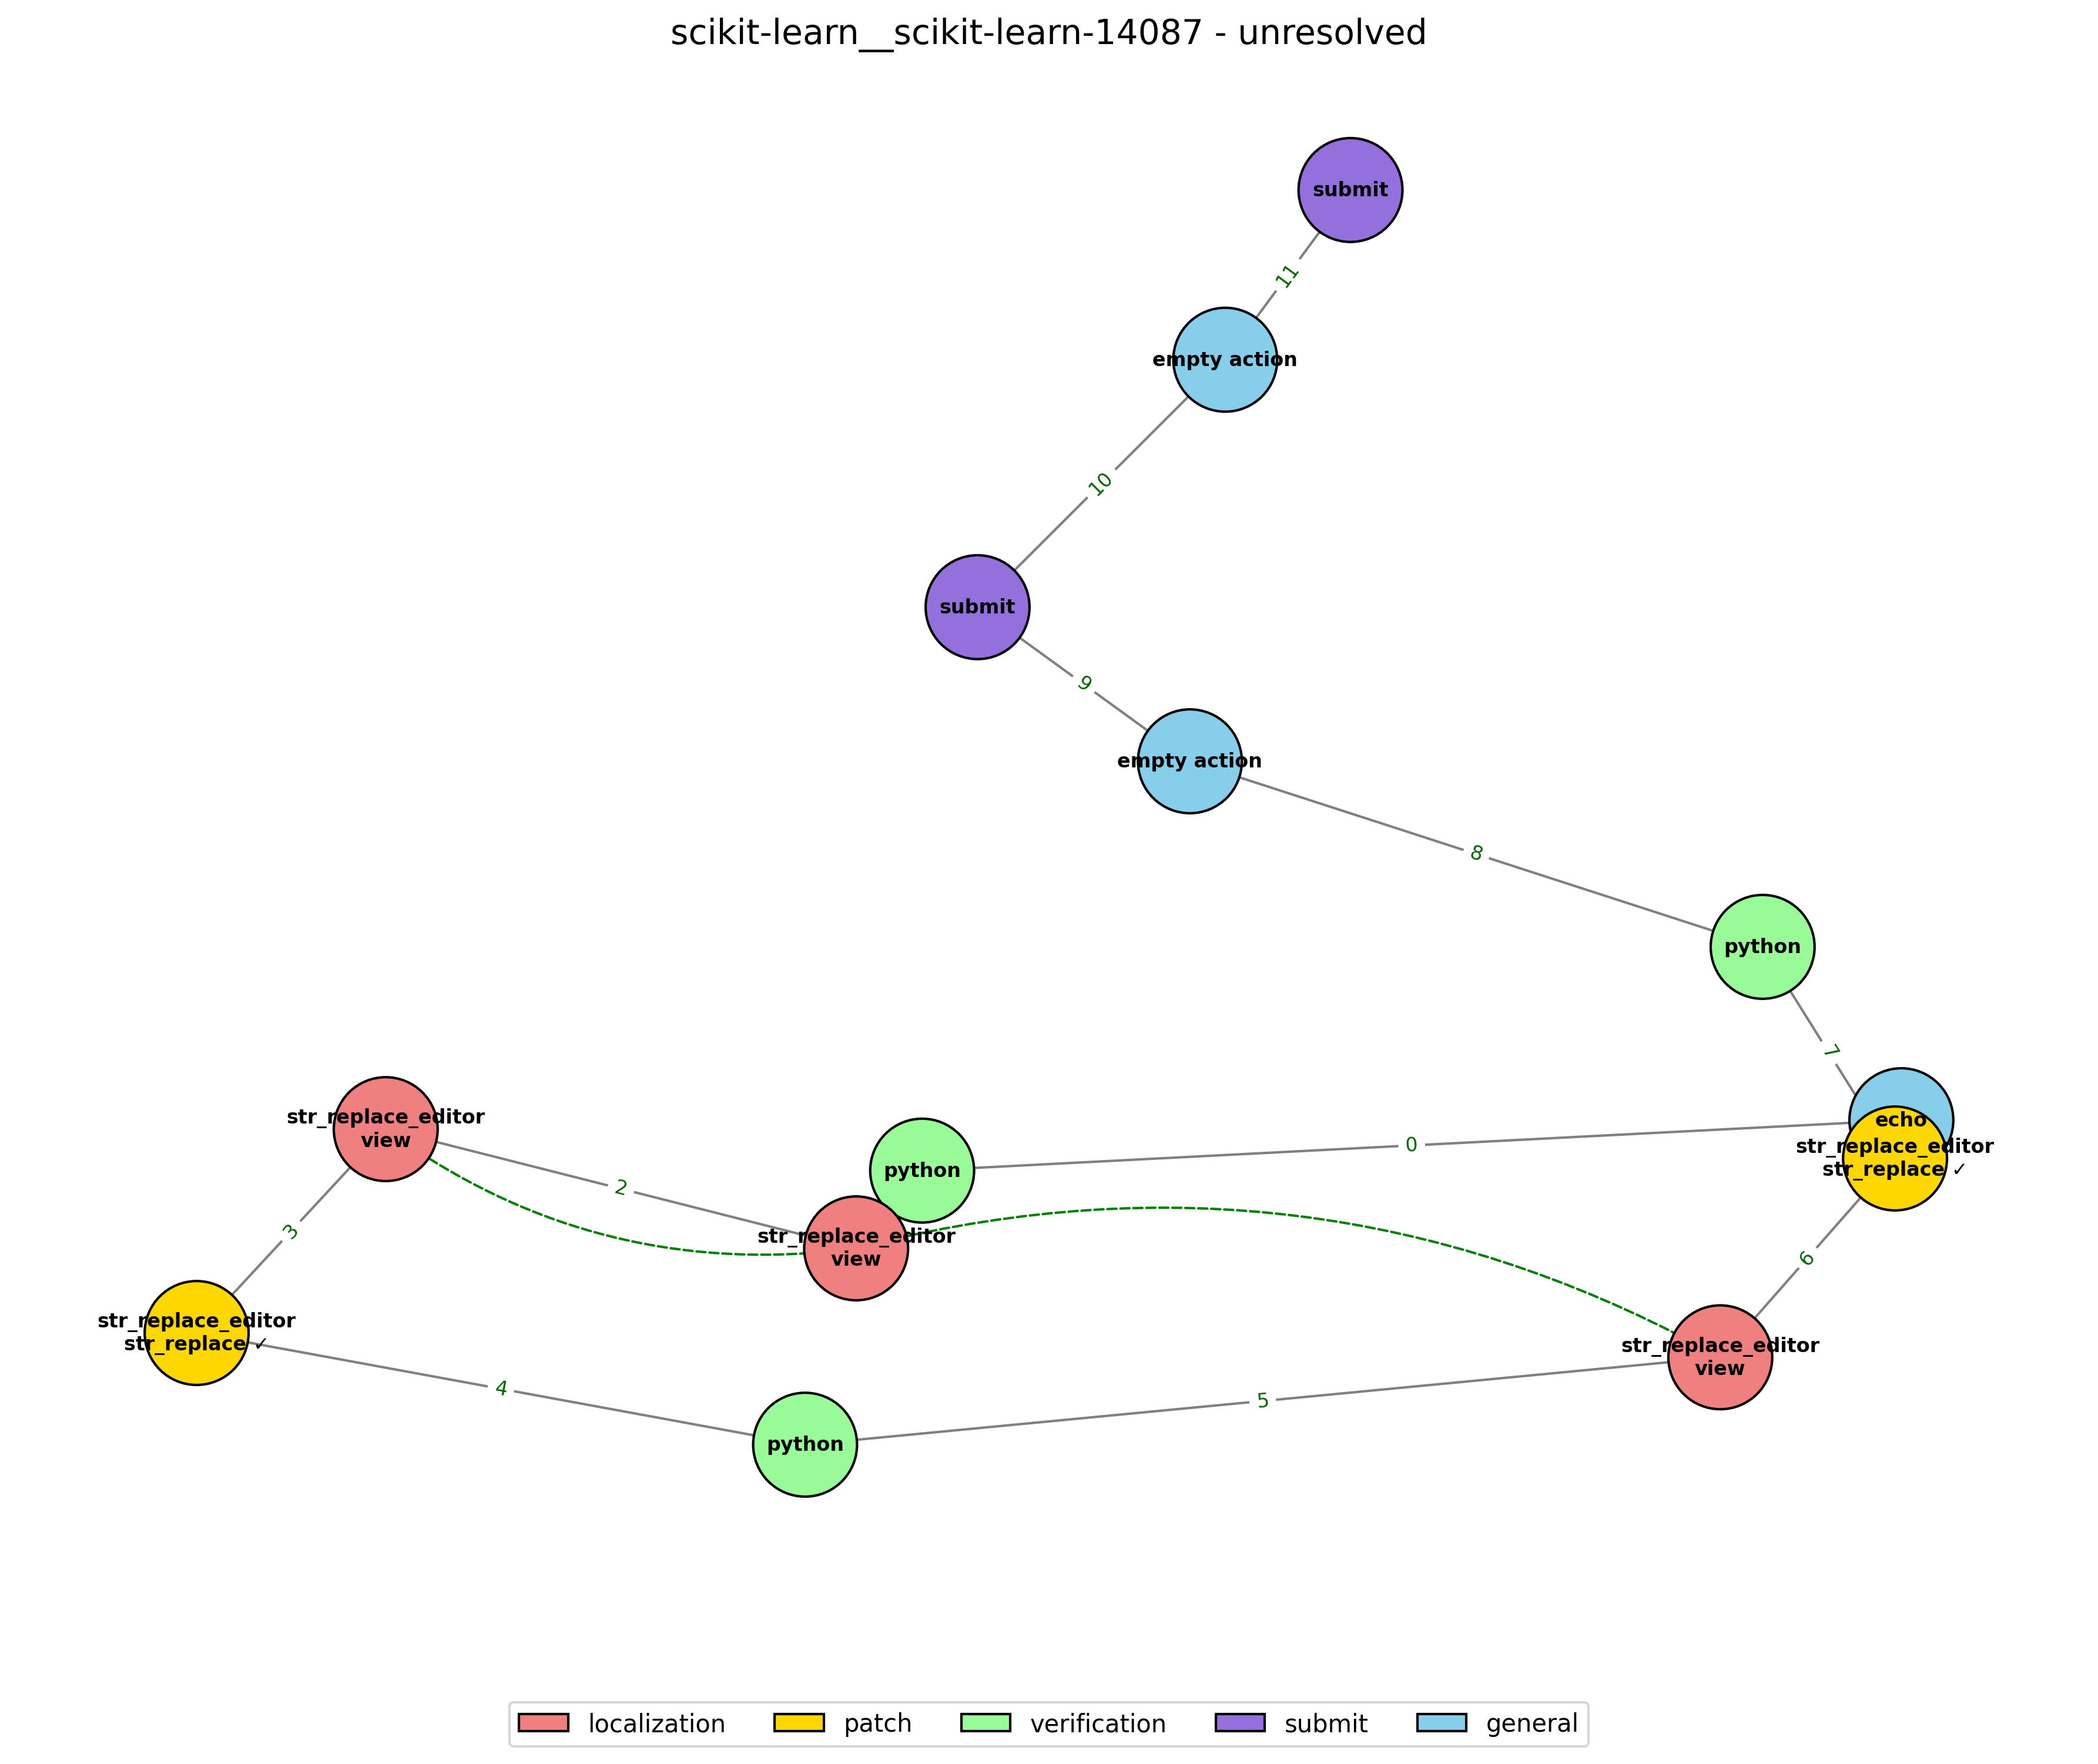 scikit-learn__scikit-learn-14087 - unresolved
submit
11
empty action
10
submit
9
empty action
8
python
7
echo
str_replace_editor
str_replace ✓
0
python
str_replace_editor
view
2
str_replace_editor
view
3
str_replace_editor
str_replace ✓
4
python
5
str_replace_editor
view
6
localization
patch
verification
submit
general